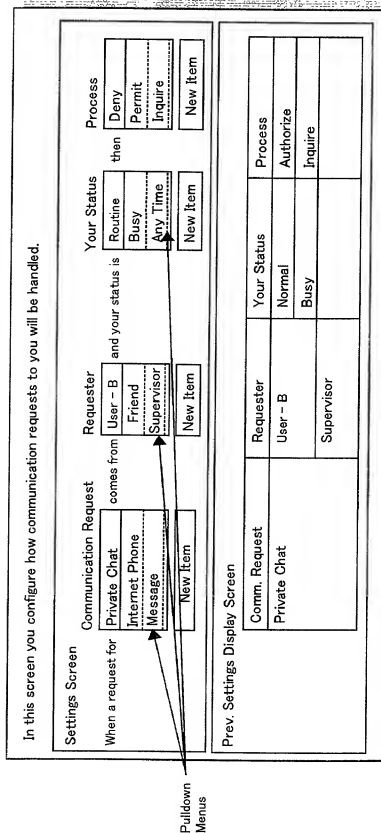 In this screen you configure how communication requests to you will be handled.
Settings Screen
Communication Request Requester Your Status Process
When a request for Private Chat comes from User - B and your status is Routine then Deny
Internet Phone Friend Busy Permit
Message Supervisor Any Time Inquire
New Item New Item New Item New Item
Pulldown
Menus
Prev. Settings Display Screen
Comm. Request Requester Your Status Process
Private Chat User - B Normal Authorize
Busy Inquire
Supervisor